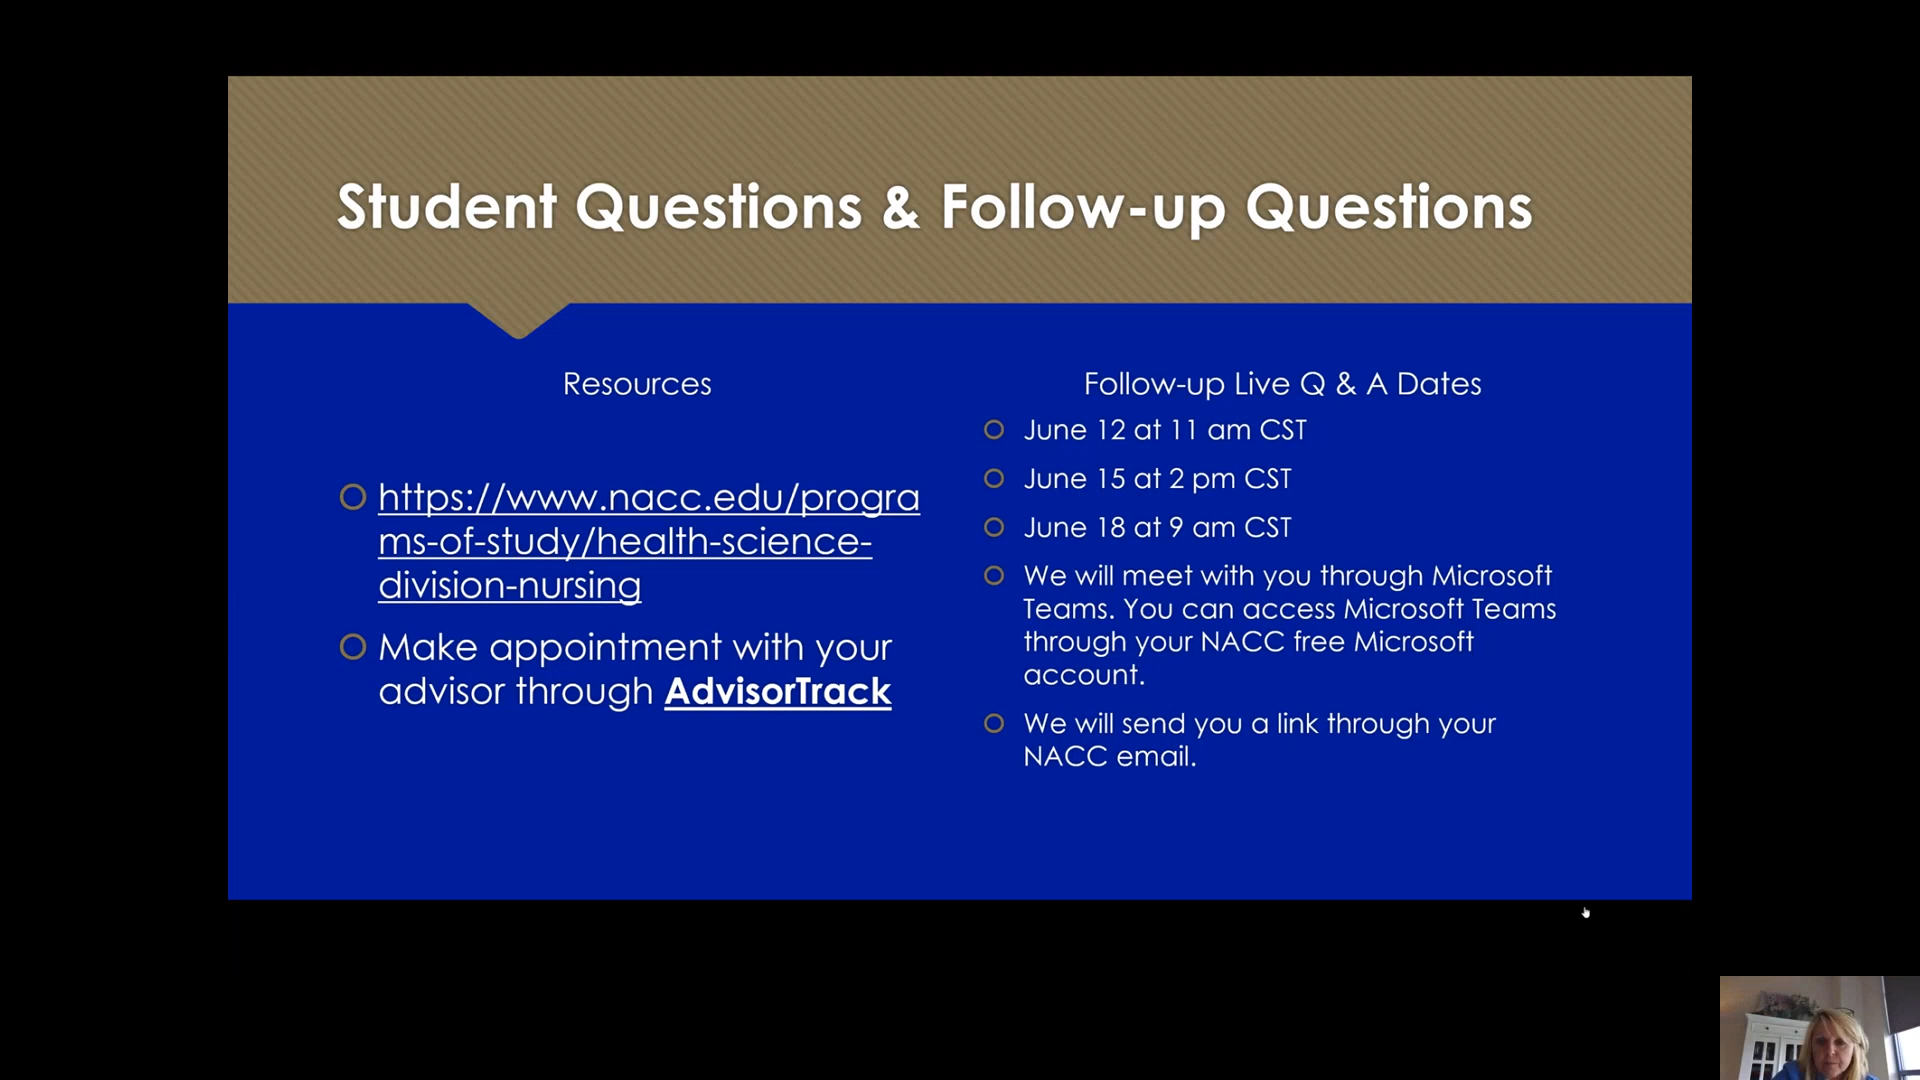 Student Questions & Follow-up Questions
Resources
https://www.nacc.edu/progra
ms-of-study/health-science-
division-nursing
Make appointment with your
advisor through AdvisorTrack
Follow-up Live Q & A Dates
June 12 at 11 am CST
June 15 at 2 pm CST
June 18 at 9 am CST
We will meet with you through Microsoft
Teams. You can access Microsoft Teams
through your NACC free Microsoft
account.
We will send you a link through your
NACC email.